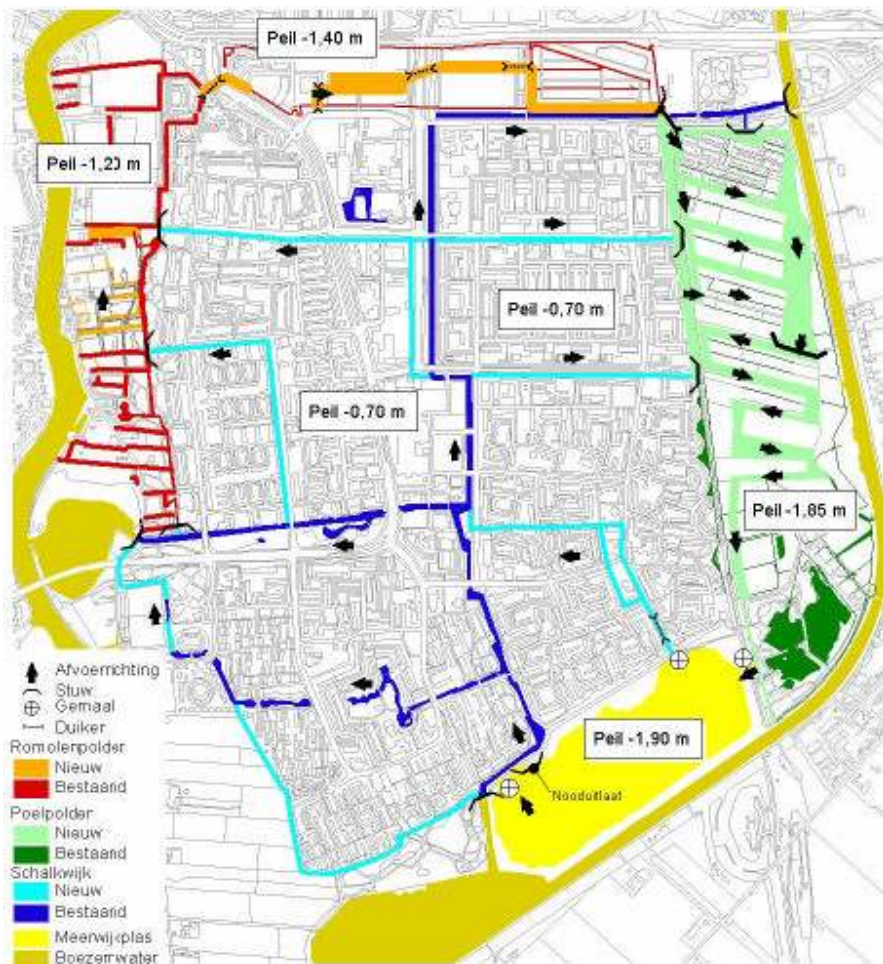 Peil -1,40 m
Peil -1,20 m
Peil -0,70 m
Peil -0,70 m
Peil -1,85 m
Peil -1,90 m
Nooduitlaat
Afvoerrichting
Stuw
Gemaal
Duiker
Romolenpolder
Nieuw
Bestaand
Poelpolder
Nieuw
Bestaand
Schalkwijk
Nieuw
Bestaand
Meerwijkplas
Boezemwater